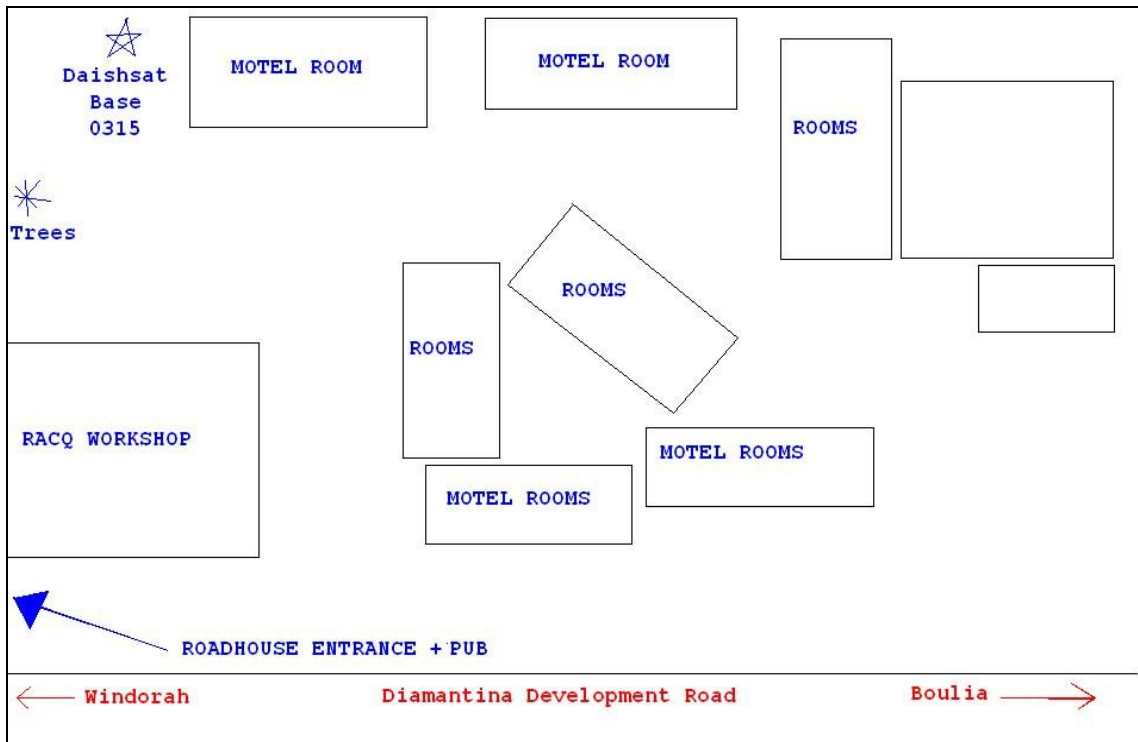 MOTEL ROOM
MOTEL ROOM
Daishsat
Base
0315
ROOMS
Trees
ROOMS
ROOMS
RACQ WORKSHOP
MOTEL ROOMS
MOTEL ROOMS
ROADHOUSE ENTRANCE + PUB
Windorah
Diamantina Development Road
Boulia